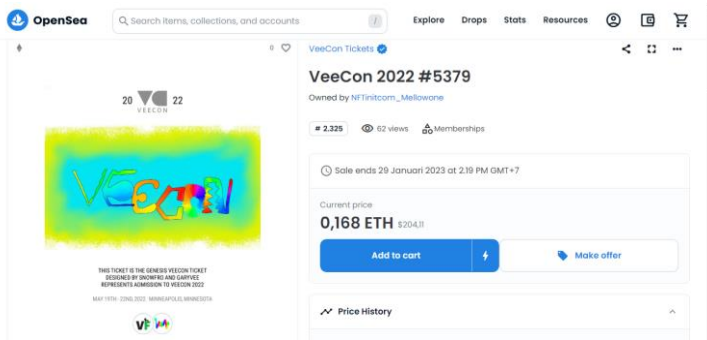 OpenSea
Search items, collections, and accounts
/
Explore Drops Stats Resources
0
VeeCon Tickets
VeeCon 2022 #5379
Owned by NFTinitcom_Mellowone
# 2.325
62 views
Memberships
20 22
VEECON
VEECON
THIS TICKET IS THE GENESIS VEECON TICKET
DESIGNED BY SNOWFRO AND GARYVEE
REPRESENTS ADMISSION TO VEECON 2022
MAY 19TH - 22ND, 2022 MINNEAPOLIS, MINNESOTA
VF
Sale ends 29 Januari 2023 at 2.19 PM GMT+7
Current price
0,168 ETH $204,11
Add to cart
Make offer
Price History